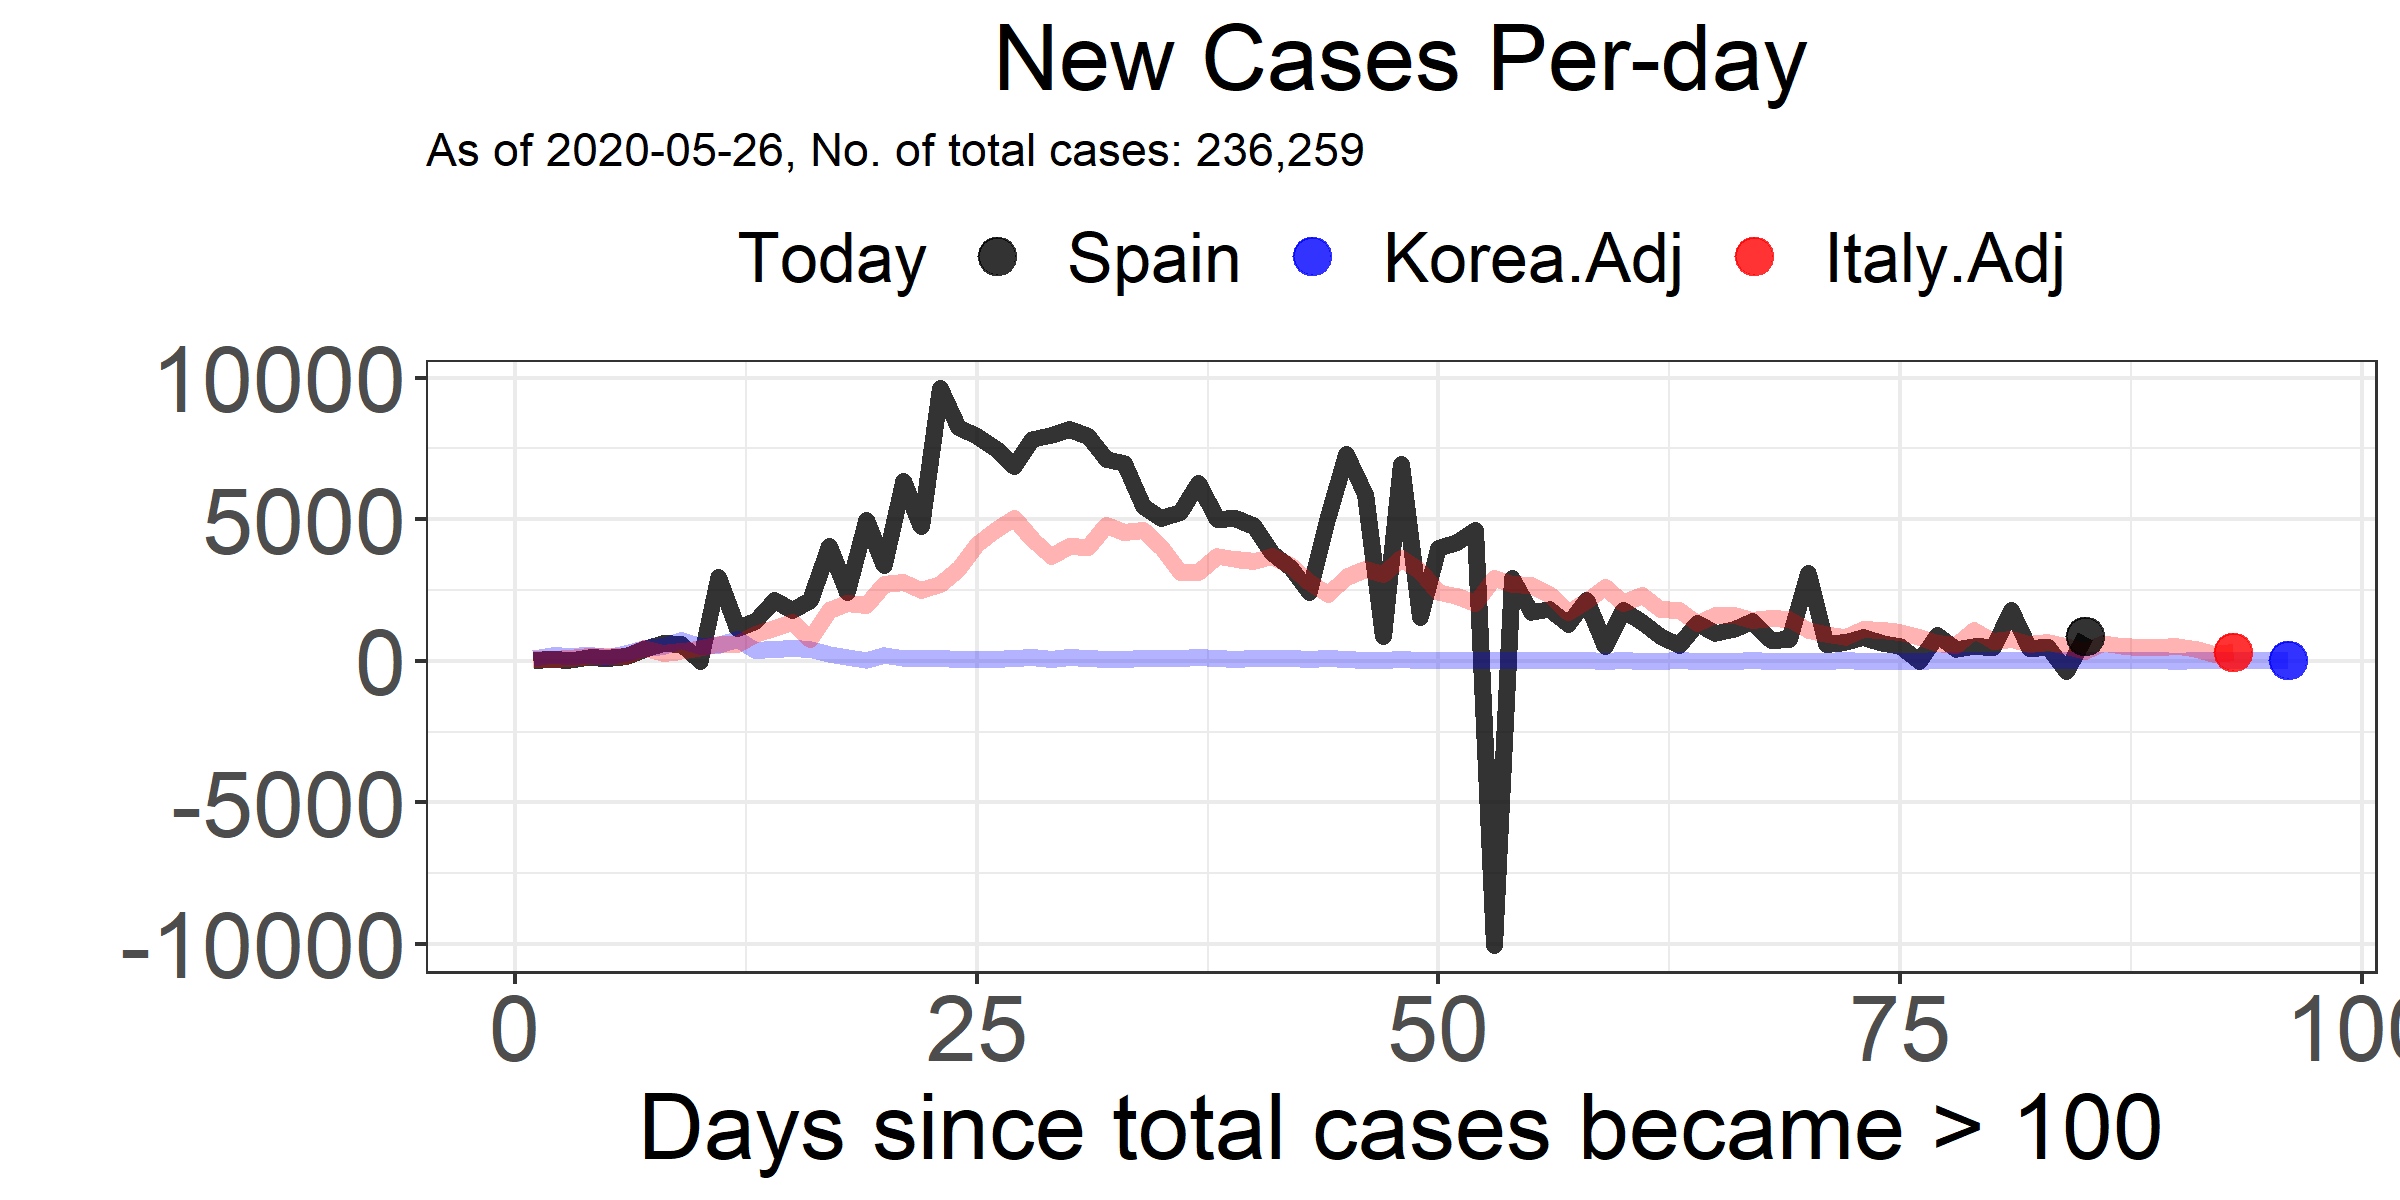 New Cases Per-day
As of 2020-05-26, No. of total cases: 236,259
Today Spain Korea.Adj Italy.Adj
10000
5000
0
-5000
-10000
0 25 50 75 100
Days since total cases became > 100